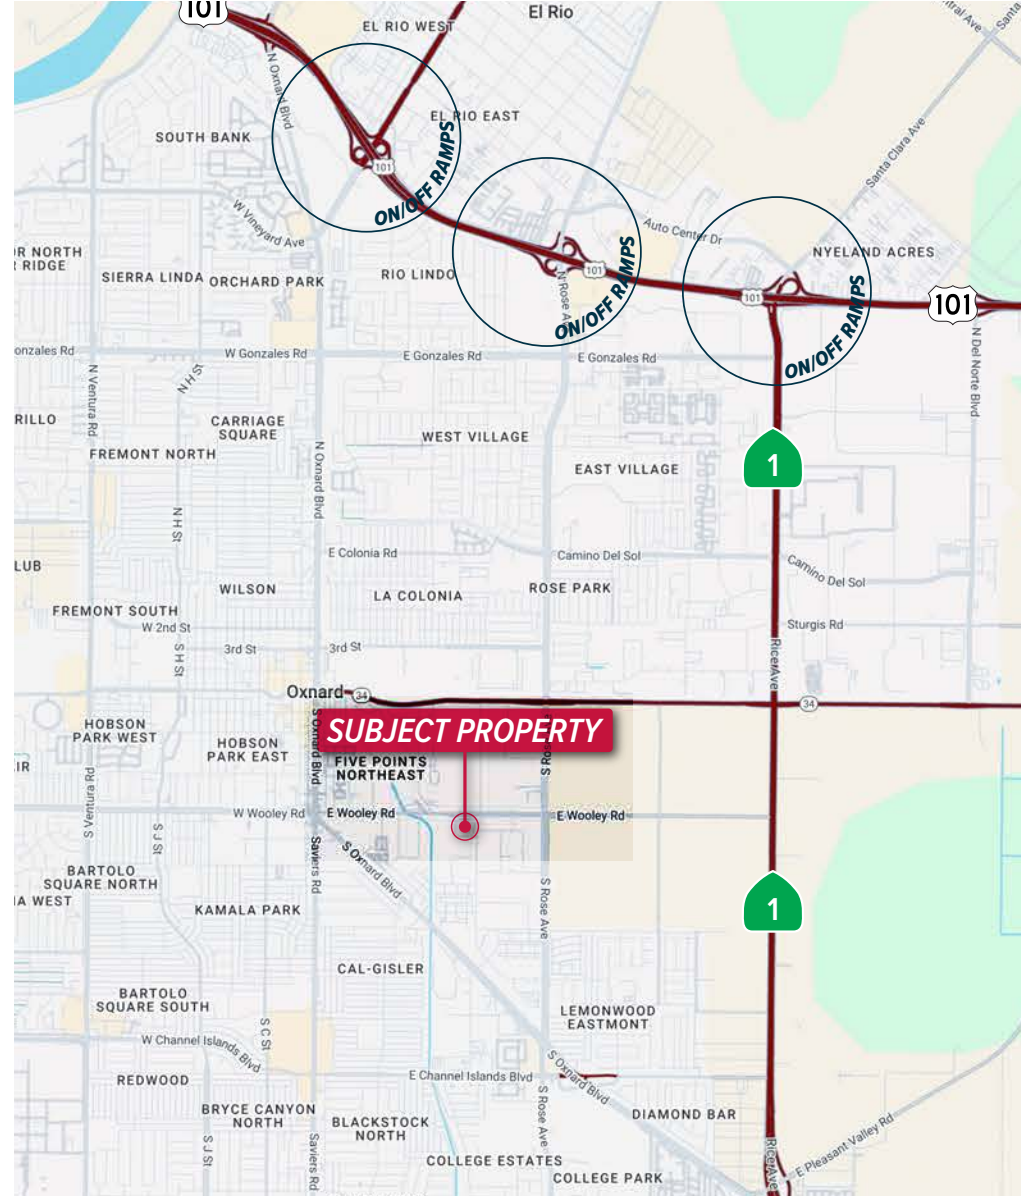 101
EL RIO WEST
El Rio
Santa
N Oxnard Blvd
EL RIO EAST
SOUTH BANK
101
ON/OFF RAMPS
Santa Clara Ave
W Vineyard Ave
Auto Center Dr
NYELAND ACRES
SIERRA LINDA
ORCHARD PARK
RIO LINDO
N Rose A
101
ON/OFF RAMPS
101
101
ON/OFF RAMPS
OR NORTH
RIDGE
onzales Rd
W Gonzales Rd
E Gonzales Rd
E Gonzales Rd
N Ventura Rd
N H St
N Del Norte Blvd
RILLO
CARRIAGE
SQUARE
FREMONT NORTH
N Oxnard Blvd
WEST VILLAGE
EAST VILLAGE
1
N H St
E Colonia Rd
Camino Del Sol
Camino Del Sol
LUB
WILSON
LA COLONIA
ROSE PARK
FREMONT SOUTH
W 2nd St
Sturgis Rd
S H St
3rd St
3rd St
Rice Ave
Oxnard
34
34
SUBJECT PROPERTY
HOBSON
PARK WEST
HOBSON
PARK EAST
S Oxnard Blvd
FIVE POINTS
NORTHEAST
S Ros
IR
S Ventura Rd
W Wooley Rd
E Wooley Rd
E Wooley Rd
S J St
Saviers Rd
S Oxnard Blvd
BARTOLO
SQUARE NORTH
IA WEST
KAMALA PARK
S Rose Ave
1
CAL-GISLER
BARTOLO
SQUARE SOUTH
LEMONWOOD
EASTMONT
S C St
W Channel Islands Blvd
E Channel Islands Blvd
S Oxnard Blvd
REDWOOD
BRYCE CANYON
NORTH
BLACKSTOCK
NORTH
S Rose Ave
DIAMOND BAR
E Pleasant Valley Rd
S J St
Saviers Rd
COLLEGE ESTATES
COLLEGE PARK
Rice Ave